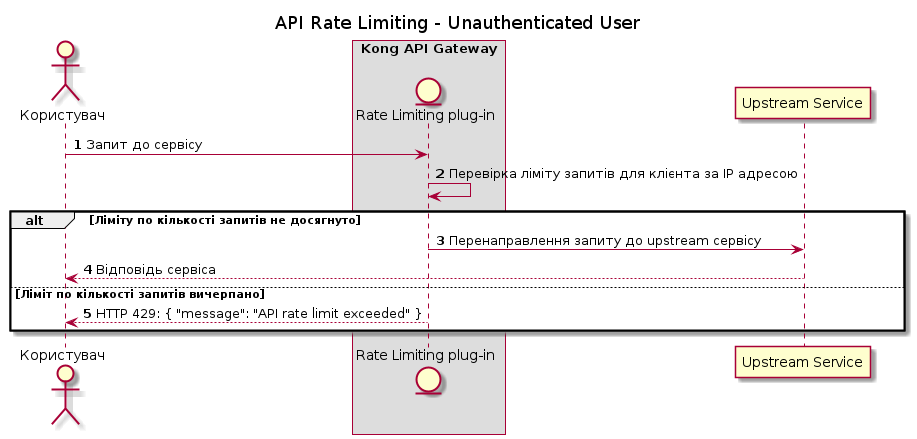 API Rate Limiting - Unauthenticated User
Kong API Gateway
Користувач
Rate Limiting plug-in
Upstream Service
1 Запит до сервісу
2 Перевірка ліміту запитів для клієнта за IP адресою
alt [Ліміту по кількості запитів не досягнуто]
3 Перенаправлення запиту до upstream сервісу
4 Відповідь сервіса
[Ліміт по кількості запитів вичерпано]
5 HTTP 429: { "message": "API rate limit exceeded" }
Користувач
Rate Limiting plug-in
Upstream Service